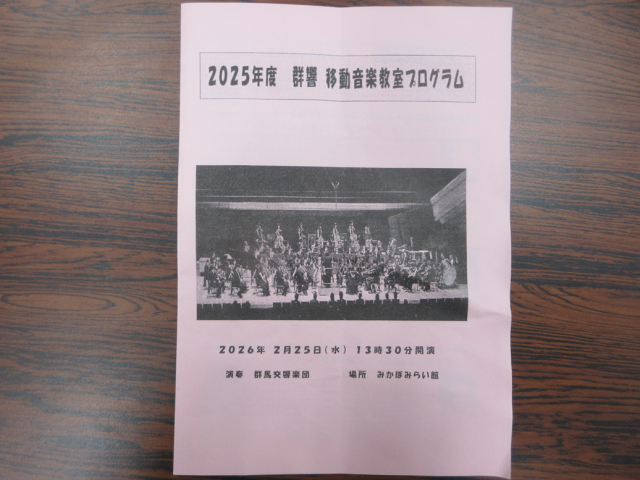 2025年度 群響 移動音楽教室プログラム
2026年 2月25日(水) 13時30分開演
演奏 群馬交響楽団 場所 みかぼみらい館